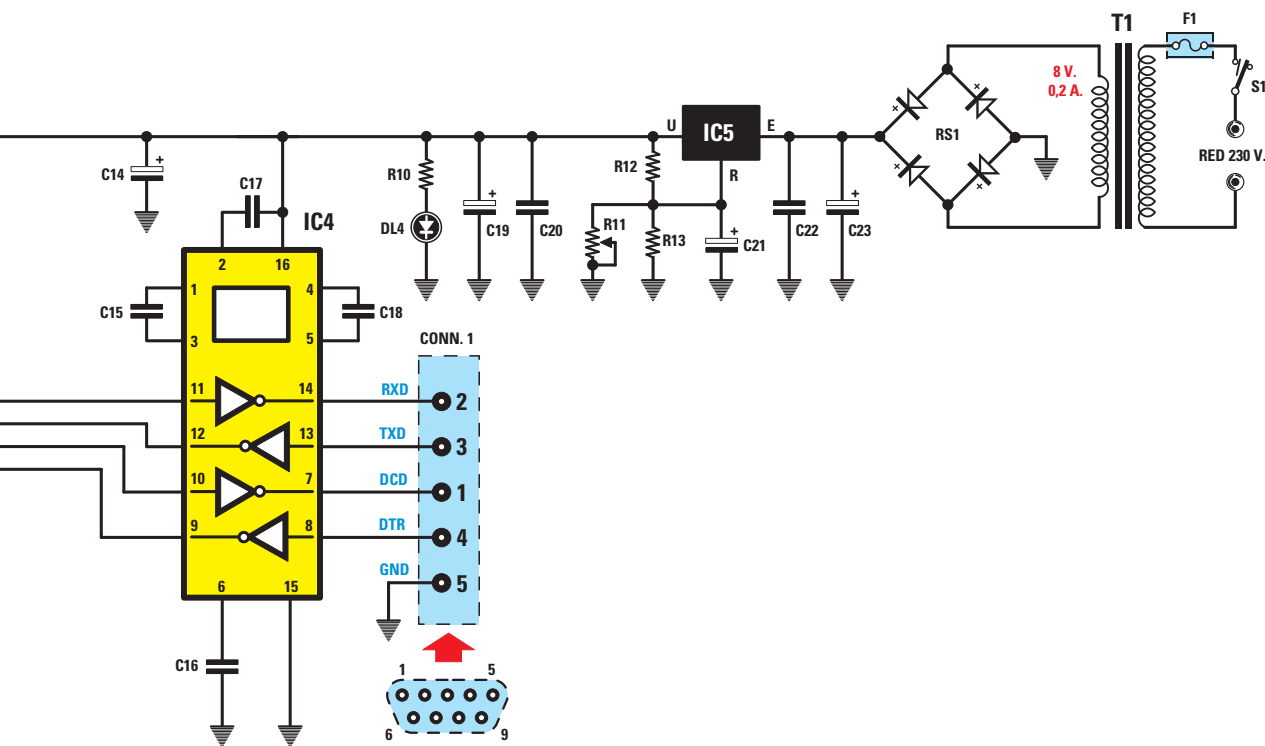 T1
F1
8 V.
0,2 A.
S1
RS1
RED 230 V.
U
IC5
E
R
C14
+
R10
R12
DL4
+
C19
C20
R11
R13
+
C21
C22
+
C23
+
+
+
+
C17
IC4
2
16
1
4
C15
C18
3
5
CONN. 1
11
14
RXD
2
12
13
TXD
3
10
7
DCD
1
9
8
DTR
4
GND
5
6
15
C16
1
5
6
9